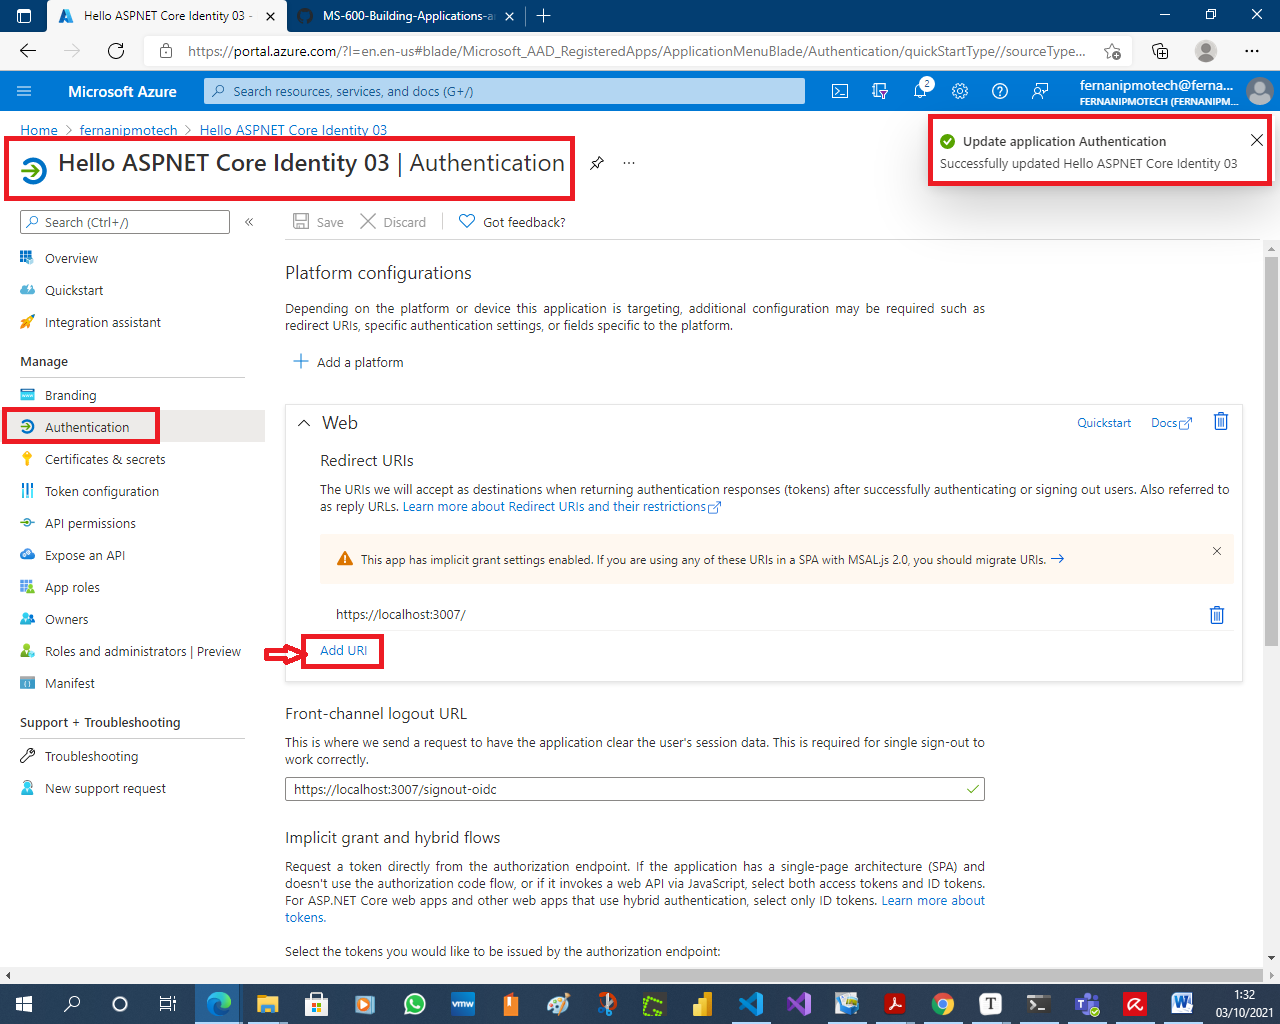 Hello ASPNET Core Identity 03 -
MS-600-Building-Applications-a
https://portal.azure.com/?l=en.en-us#blade/Microsoft_AAD_RegisteredApps/ApplicationMenuBlade/Authentication/quickStartType//sourceType...
Microsoft Azure
Search resources, services, and docs (G+/)
2
fernanipmotech@ferna...
FERNANIPMOTECH (FERNANIPM...
Home > fernanipmotech > Hello ASPNET Core Identity 03
Hello ASPNET Core Identity 03 | Authentication
Update application Authentication
Successfully updated Hello ASPNET Core Identity 03
Search (Ctrl+/)
Save
Discard
Got feedback?
Overview
Quickstart
Integration assistant
Manage
Branding
Authentication
Certificates & secrets
Token configuration
API permissions
Expose an API
App roles
Owners
Roles and administrators | Preview
Manifest
Support + Troubleshooting
Troubleshooting
New support request
Platform configurations
Depending on the platform or device this application is targeting, additional configuration may be required such as
redirect URIs, specific authentication settings, or fields specific to the platform.
Add a platform
Web
Quickstart
Docs
Redirect URIs
The URIs we will accept as destinations when returning authentication responses (tokens) after successfully authenticating or signing out users. Also referred to
as reply URLs. Learn more about Redirect URIs and their restrictions
This app has implicit grant settings enabled. If you are using any of these URIs in a SPA with MSAL.js 2.0, you should migrate URIs.
https://localhost:3007/
Add URI
Front-channel logout URL
This is where we send a request to have the application clear the user's session data. This is required for single sign-out to
work correctly.
https://localhost:3007/signout-oidc
Implicit grant and hybrid flows
Request a token directly from the authorization endpoint. If the application has a single-page architecture (SPA) and
doesn't use the authorization code flow, or if it invokes a web API via JavaScript, select both access tokens and ID tokens.
For ASP.NET Core web apps and other web apps that use hybrid authentication, select only ID tokens. Learn more about
tokens.
Select the tokens you would like to be issued by the authorization endpoint:
vmw
T
W
1:32
03/10/2021